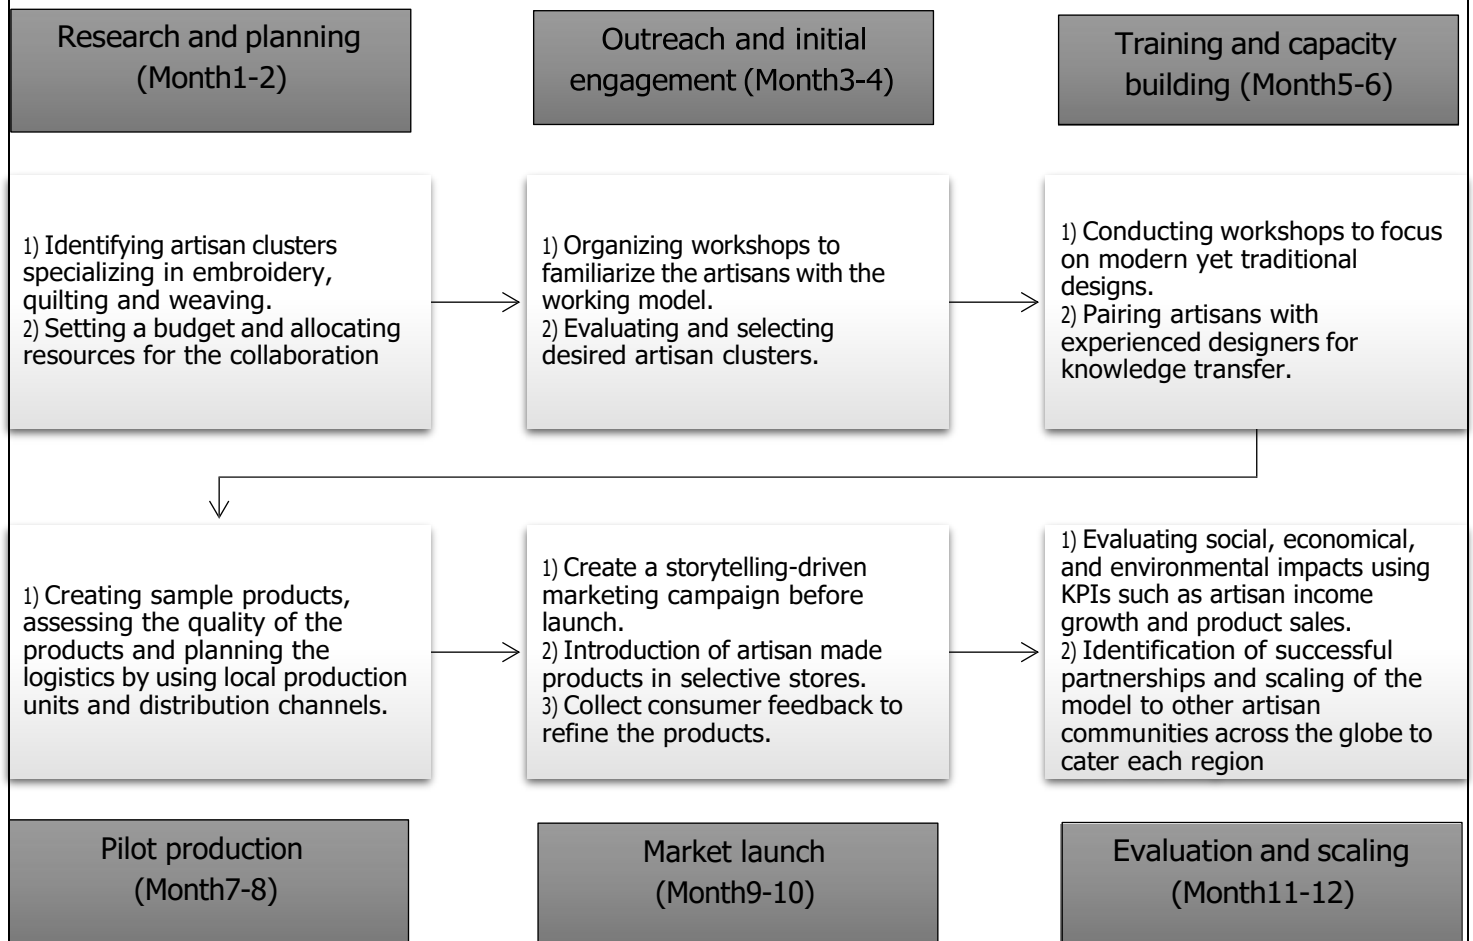 Research and planning
(Month1-2)
Outreach and initial
engagement (Month3-4)
Training and capacity
building (Month5-6)
1) Identifying artisan clusters
specializing in embroidery,
quilting and weaving.
2) Setting a budget and allocating
resources for the collaboration
1) Organizing workshops to
familiarize the artisans with the
working model.
2) Evaluating and selecting
desired artisan clusters.
1) Conducting workshops to focus
on modern yet traditional
designs.
2) Pairing artisans with
experienced designers for
knowledge transfer.
1) Creating sample products,
assessing the quality of the
products and planning the
logistics by using local production
units and distribution channels.
1) Create a storytelling-driven
marketing campaign before
launch.
2) Introduction of artisan made
products in selective stores.
3) Collect consumer feedback to
refine the products.
1) Evaluating social, economical,
and environmental impacts using
KPIs such as artisan income
growth and product sales.
2) Identification of successful
partnerships and scaling of the
model to other artisan
communities across the globe to
cater each region
Pilot production
(Month7-8)
Market launch
(Month9-10)
Evaluation and scaling
(Month11-12)